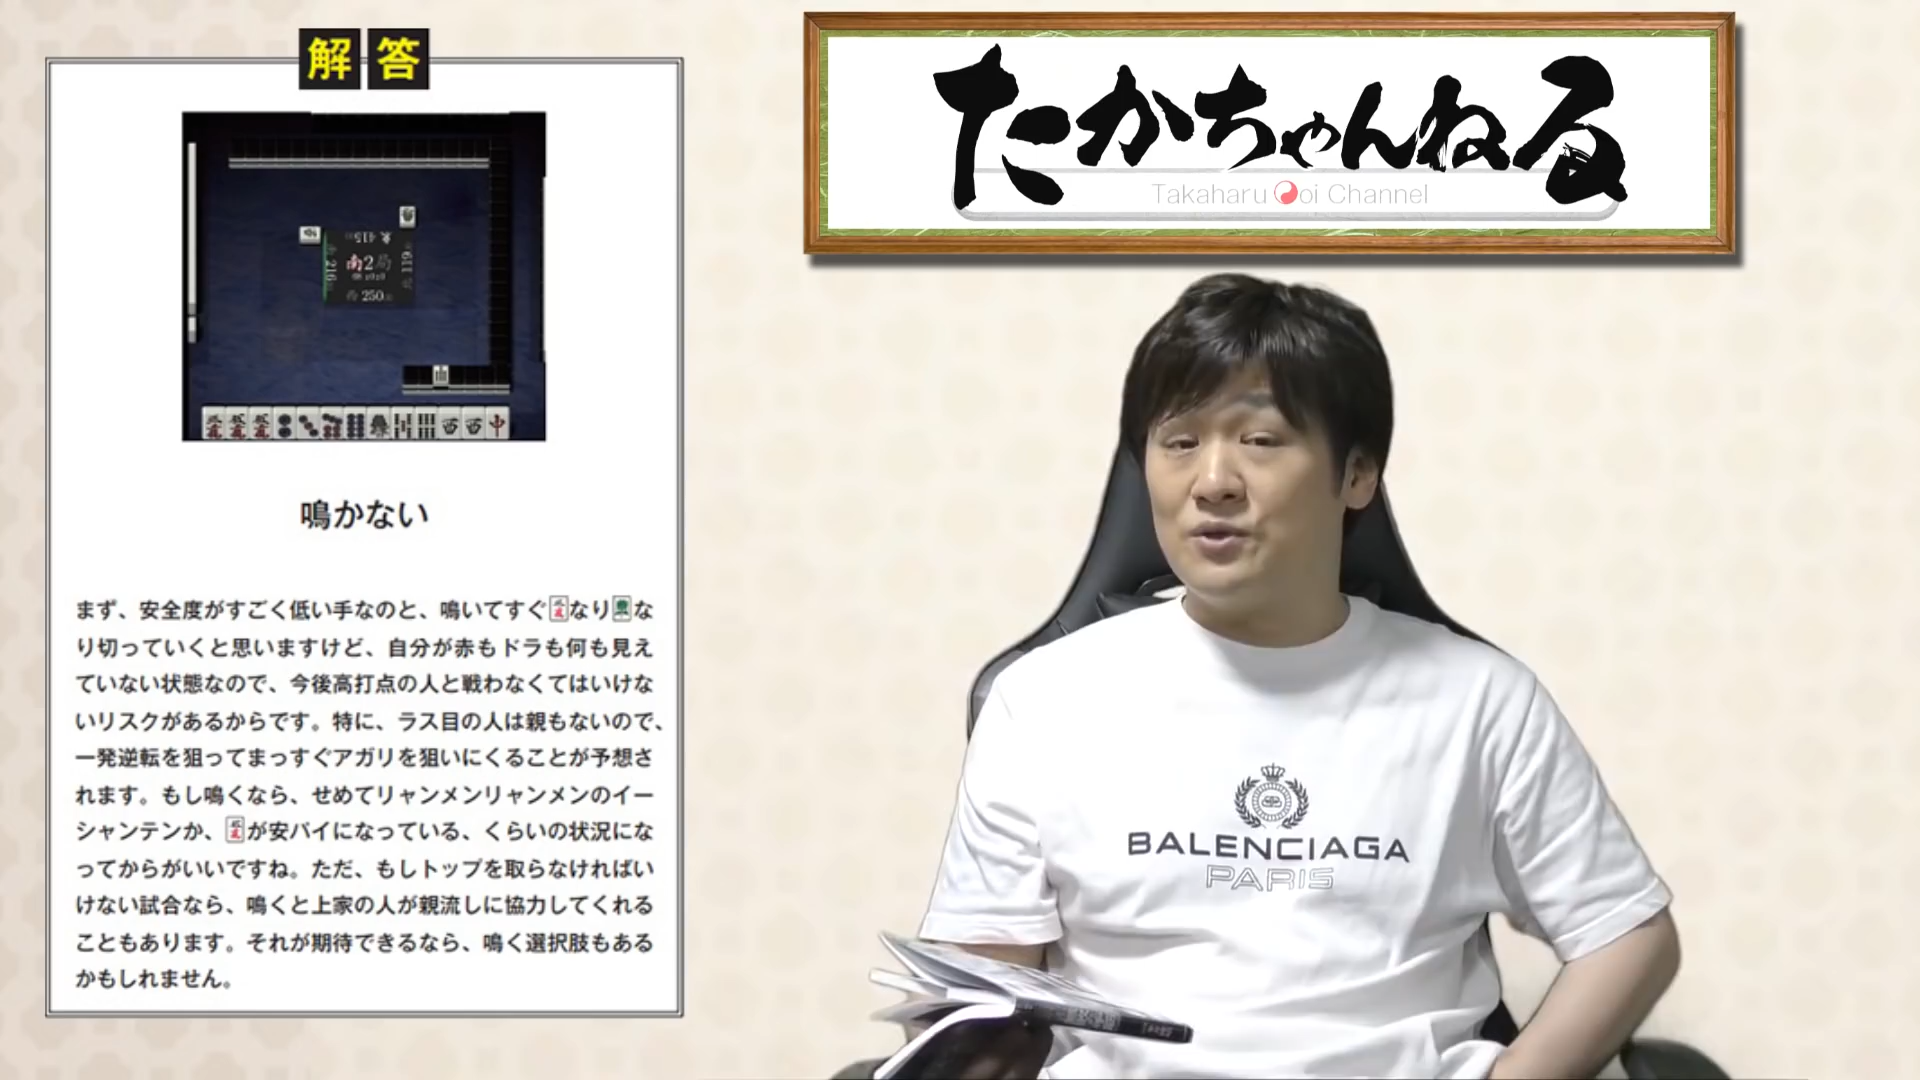 解答
たかちゃんねる
Takaharu Ooi Channel
南2局
415
216
119
250
鳴かない
まず、安全度がすごく低い手なのと、鳴いてすぐなりな
り切っていくと思いますけど、自分が赤もドラも何も見え
ていない状態なので、今後高打点の人と戦わなくてはいけな
いリスクがあるからです。特に、ラス目の人は親もないので、
一発逆転を狙ってまっすぐアガリを狙いにくることが予想さ
れます。もし鳴くなら、せめてリャンメンリャンメンのイー
シャンテンか、が安パイになっている、くらいの状況にな
ってからがいいですね。ただ、もしトップを取らなければい
けない試合なら、鳴くと上家の人が親流しに協力してくれる
こともあります。それが期待できるなら、鳴く選択肢もある
かもしれません。
BALENCIAGA
PARIS